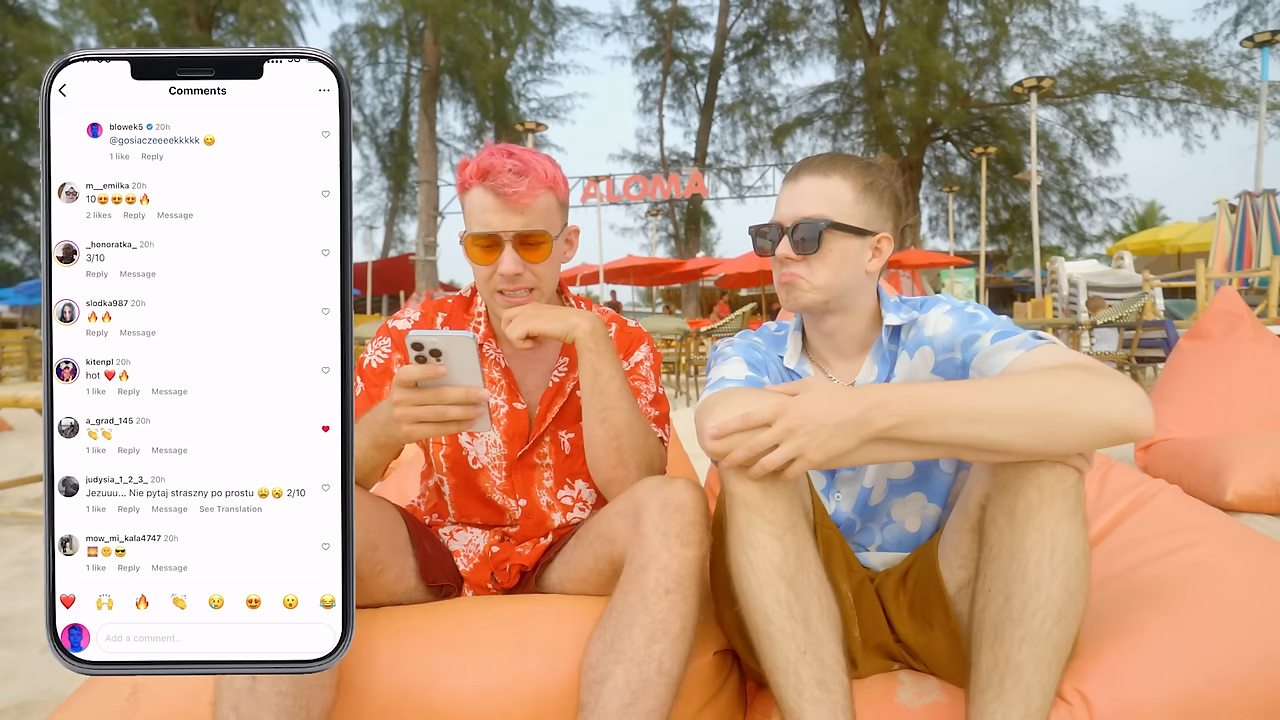 Comments
blowek5 20h
@gosiaczeeeekkkkk 😊
1 like Reply
m__emilka 20h
10😍😍😍🔥
2 likes Reply Message
_honoratka_ 20h
3/10
Reply Message
slodka987 20h
🔥🔥
Reply Message
kitenpl 20h
hot ❤️🔥
1 like Reply Message
a_grad_145 20h
👏👏
1 like Reply Message
judysia_1_2_3_ 20h
Jezuuu... Nie pytaj straszny po prostu 😩😵 2/10
1 like Reply Message See Translation
mow_mi_kala4747 20h
1 like Reply Message
❤️ 🙌 🔥 👏 😢 😍 😮 😂
Add a comment...
ALOMA